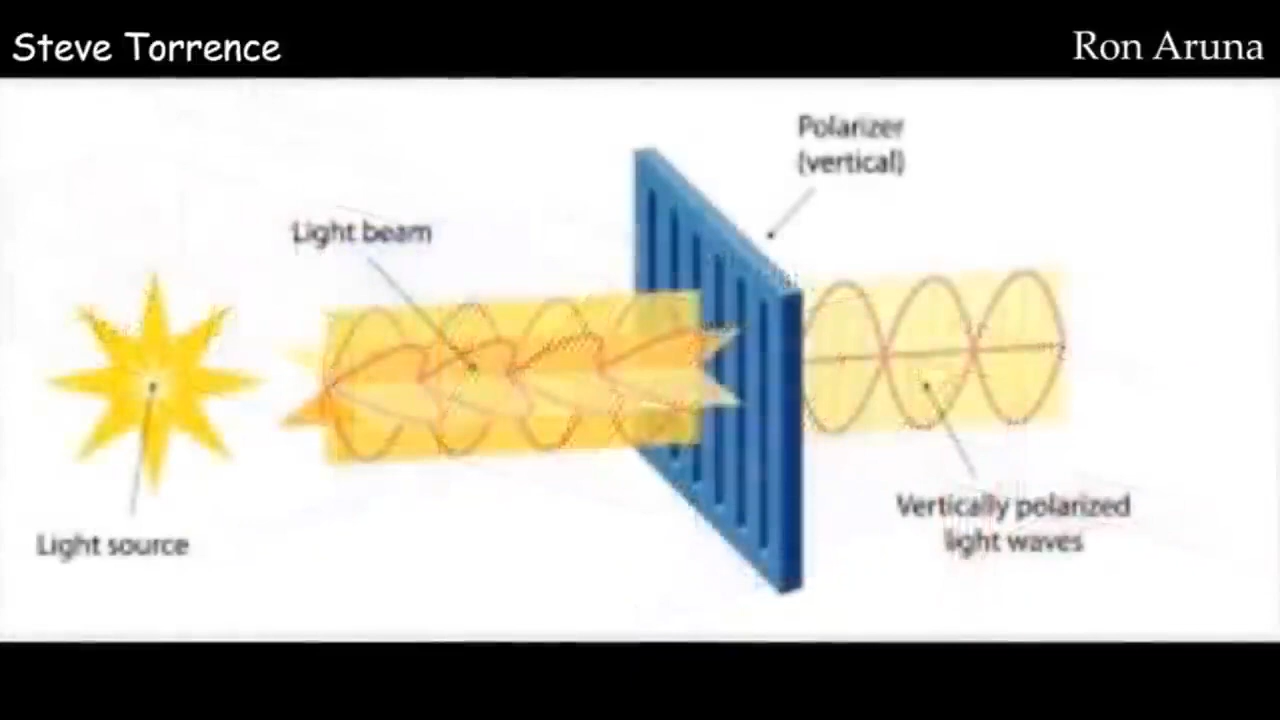 Steve Torrence
Ron Aruna
Polarizer
(vertical)
Light beam
Light source
Vertically polarized
light waves